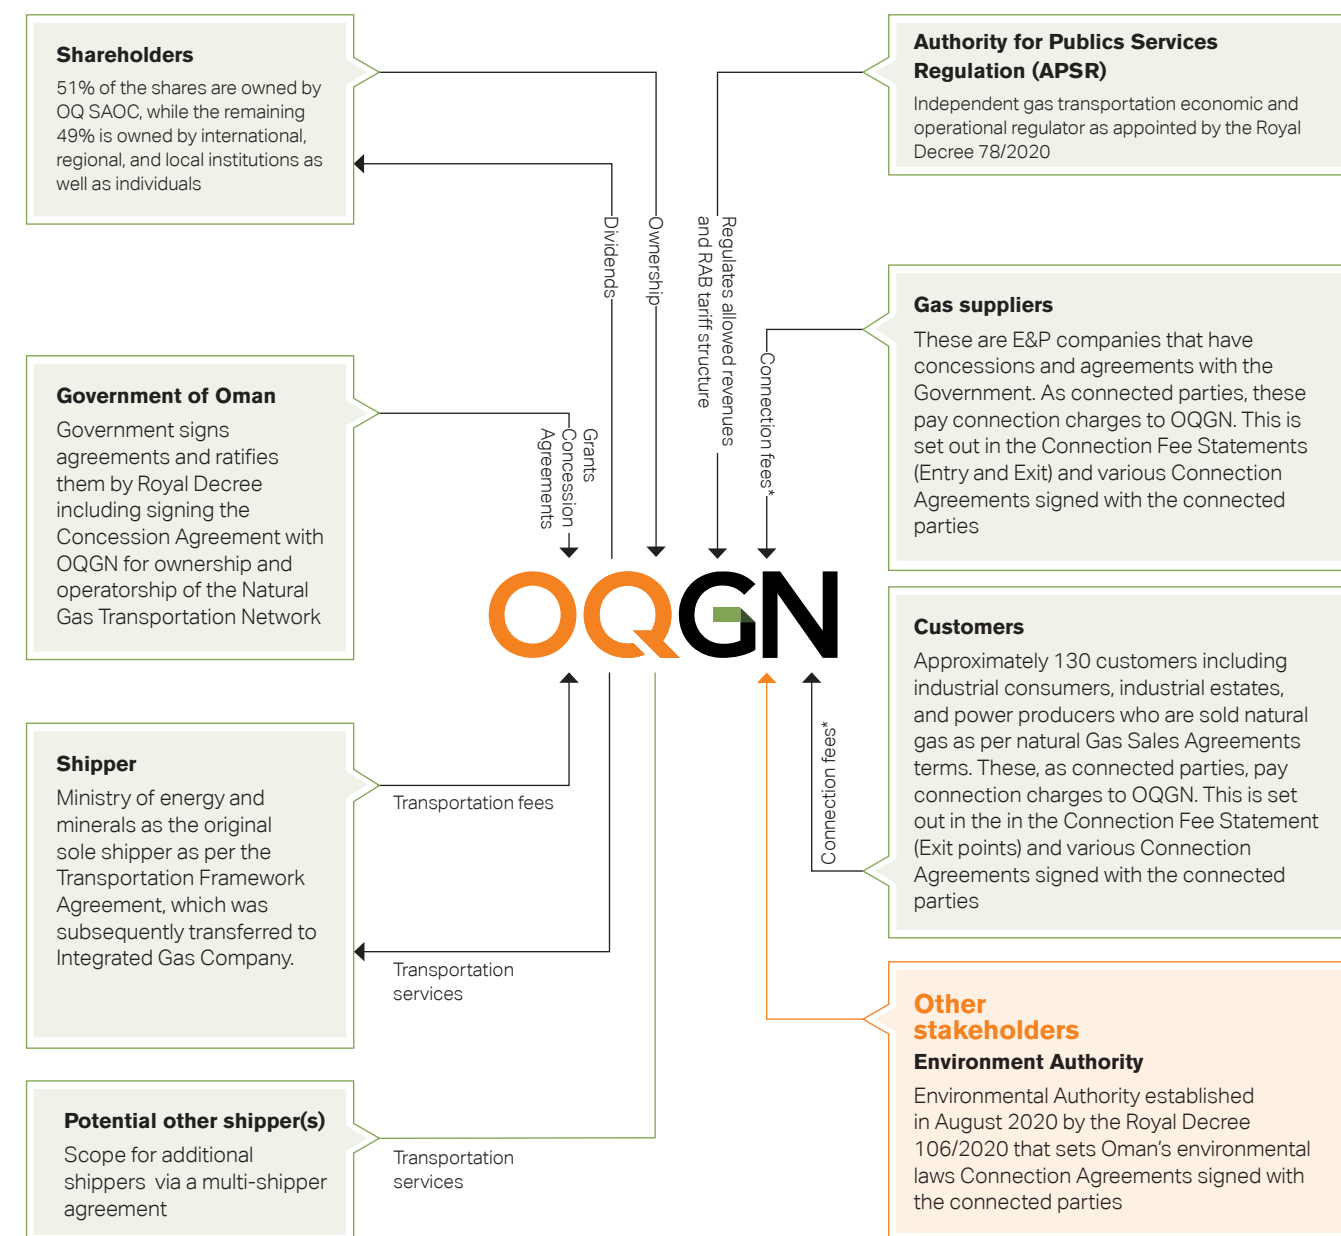 Shareholders
51% of the shares are owned by
OQ SAOC, while the remaining
49% is owned by international,
regional, and local institutions as
well as individuals
Authority for Publics Services
Regulation (APSR)
Independent gas transportation economic and
operational regulator as appointed by the Royal
Decree 78/2020
Dividends
Ownership
Regulates allowed revenues
and RAB tariff structure
Connection fees*
Gas suppliers
These are E&P companies that have
concessions and agreements with the
Government. As connected parties, these
pay connection charges to OQGN. This is
set out in the Connection Fee Statements
(Entry and Exit) and various Connection
Agreements signed with the connected
parties
Government of Oman
Government signs
agreements and ratifies
them by Royal Decree
including signing the
Concession Agreement with
OQGN for ownership and
operatorship of the Natural
Gas Transportation Network
Grants
Concession
Agreements
OQGN
Customers
Approximately 130 customers including
industrial consumers, industrial estates,
and power producers who are sold natural
gas as per natural Gas Sales Agreements
terms. These, as connected parties, pay
connection charges to OQGN. This is set
out in the in the Connection Fee Statement
(Exit points) and various Connection
Agreements signed with the connected
parties
Connection fees*
Shipper
Ministry of energy and
minerals as the original
sole shipper as per the
Transportation Framework
Agreement, which was
subsequently transferred to
Integrated Gas Company.
Transportation fees
Transportation
services
Other
stakeholders
Environment Authority
Environmental Authority established
in August 2020 by the Royal Decree
106/2020 that sets Oman's environmental
laws Connection Agreements signed with
the connected parties
Potential other shipper(s)
Scope for additional
shippers via a multi-shipper
agreement
Transportation
services